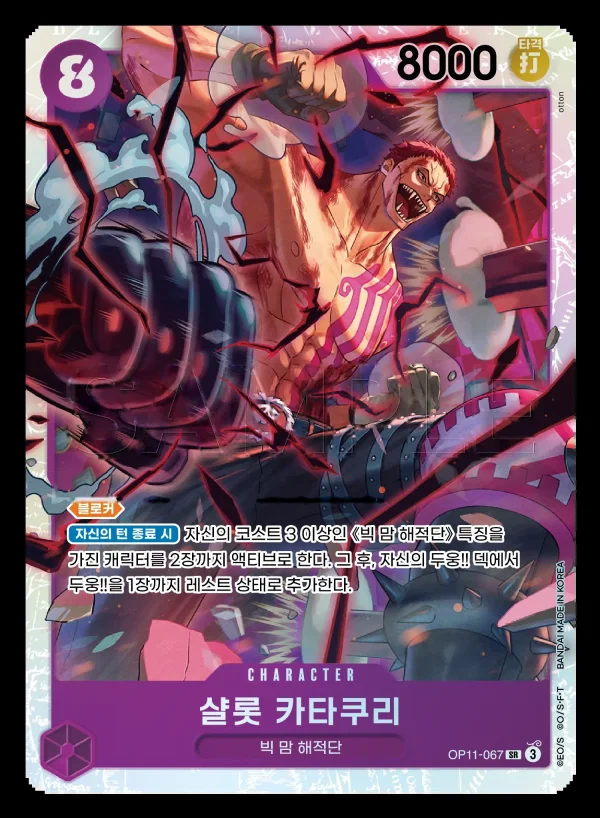 8
8000
타격
打
otton
SAMPLE
블로커
자신의 턴 종료 시 자신의 코스트 3 이상인 《빅 맘 해적단》 특징을
가진 캐릭터를 2장까지 액티브로 한다. 그 후, 자신의 두웅!! 덱에서
두웅!!을 1장까지 레스트 상태로 추가한다.
CHARACTER
샬롯 카타쿠리
빅 맘 해적단
OP11-067 SR 3
©EO/S ©O/S·F·T BANDAI MADE IN KOREA